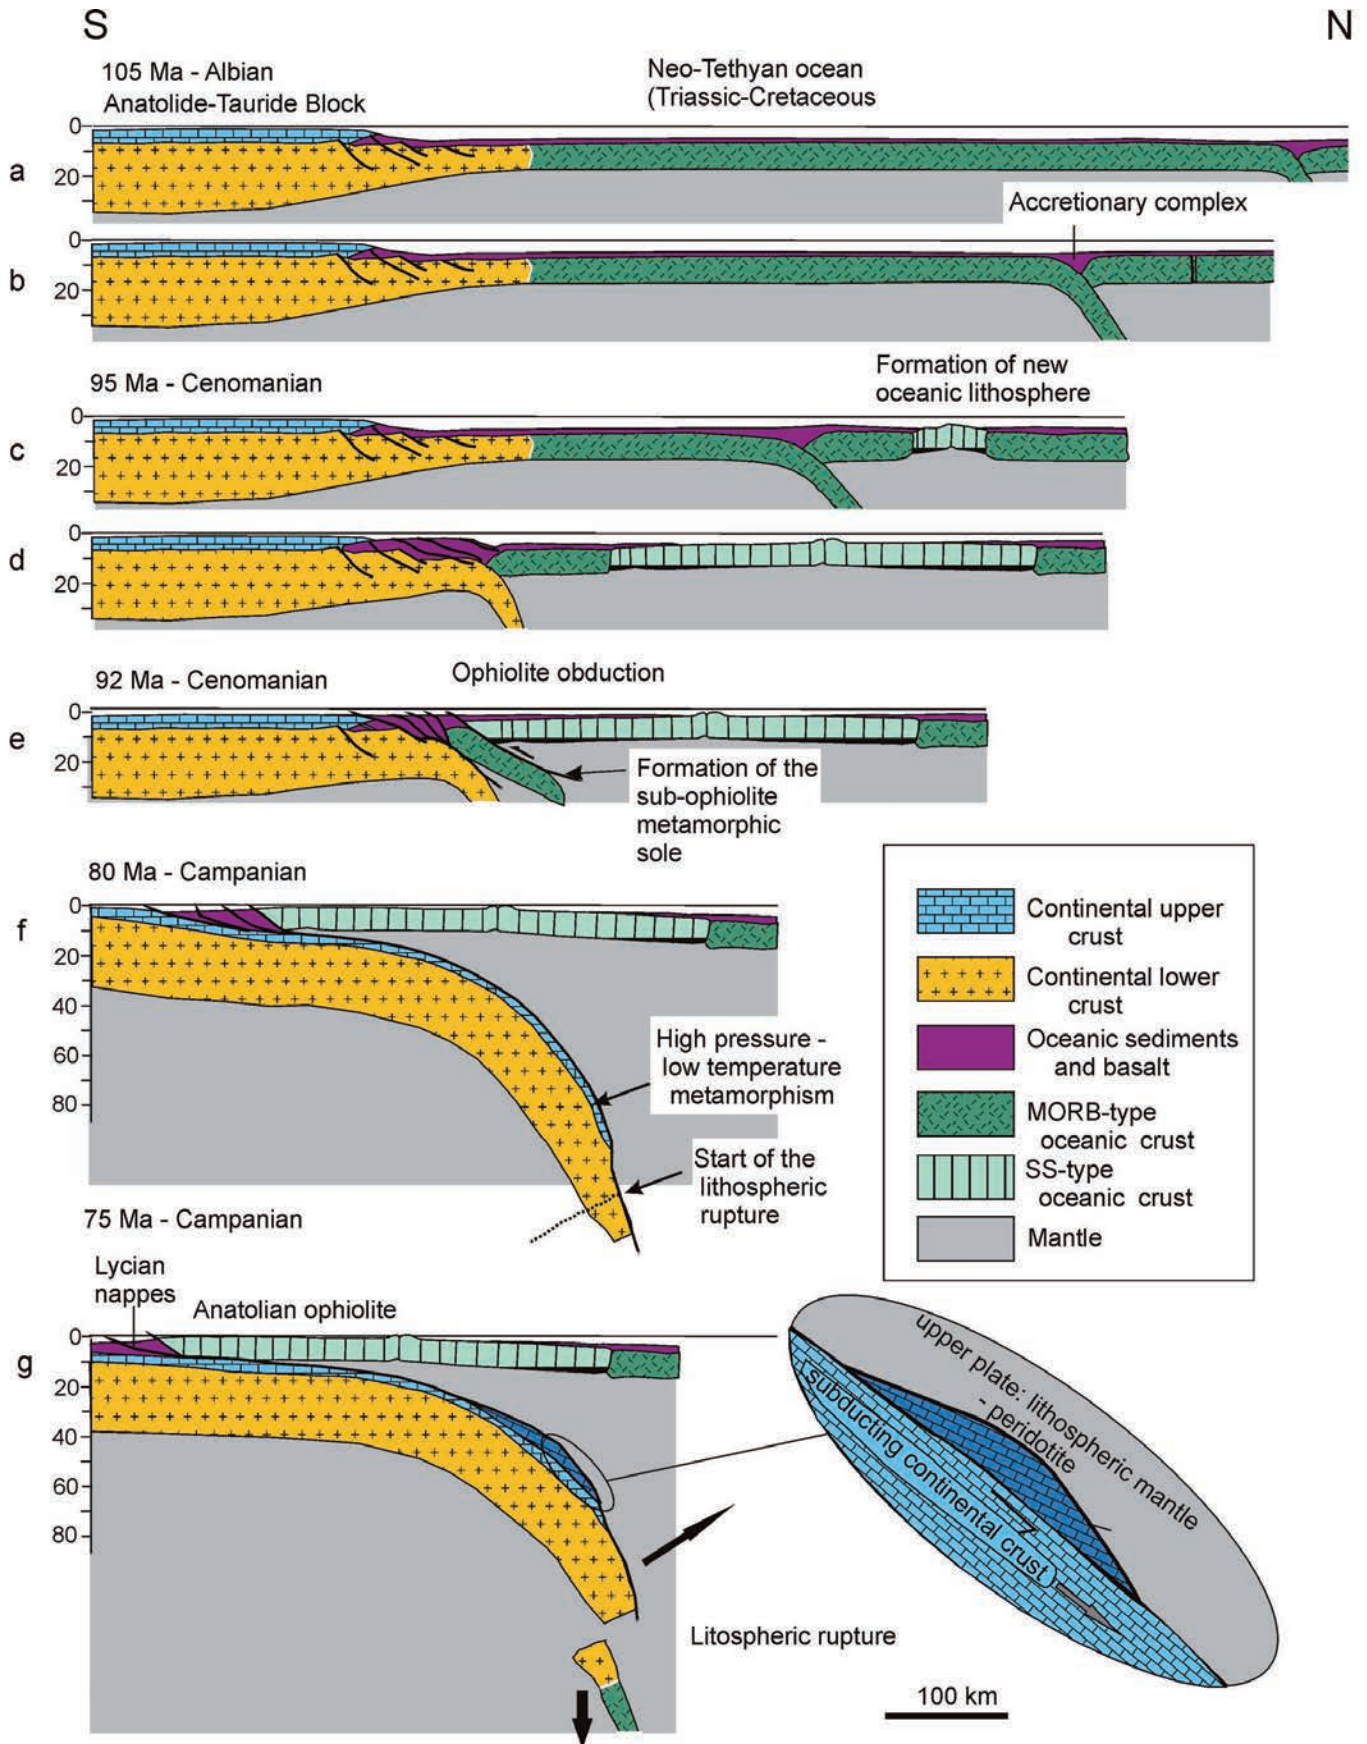 S
N
105 Ma - Albian
Anatolide-Tauride Block
Neo-Tethyan ocean
(Triassic-Cretaceous
0
20
a
Accretionary complex
0
20
b
95 Ma - Cenomanian
Formation of new
oceanic lithosphere
0
20
c
0
20
d
92 Ma - Cenomanian
Ophiolite obduction
0
20
e
Formation of the
sub-ophiolite
metamorphic
sole
80 Ma - Campanian
0
20
40
60
80
f
High pressure -
low temperature
metamorphism
Start of the
lithospheric
rupture
Continental upper
crust
Continental lower
crust
Oceanic sediments
and basalt
MORB-type
oceanic crust
SS-type
oceanic crust
Mantle
75 Ma - Campanian
Lycian
nappes
Anatolian ophiolite
0
20
40
60
80
g
upper plate: lithospheric mantle
- peridotite
subducting continental crust
Litospheric rupture
100 km